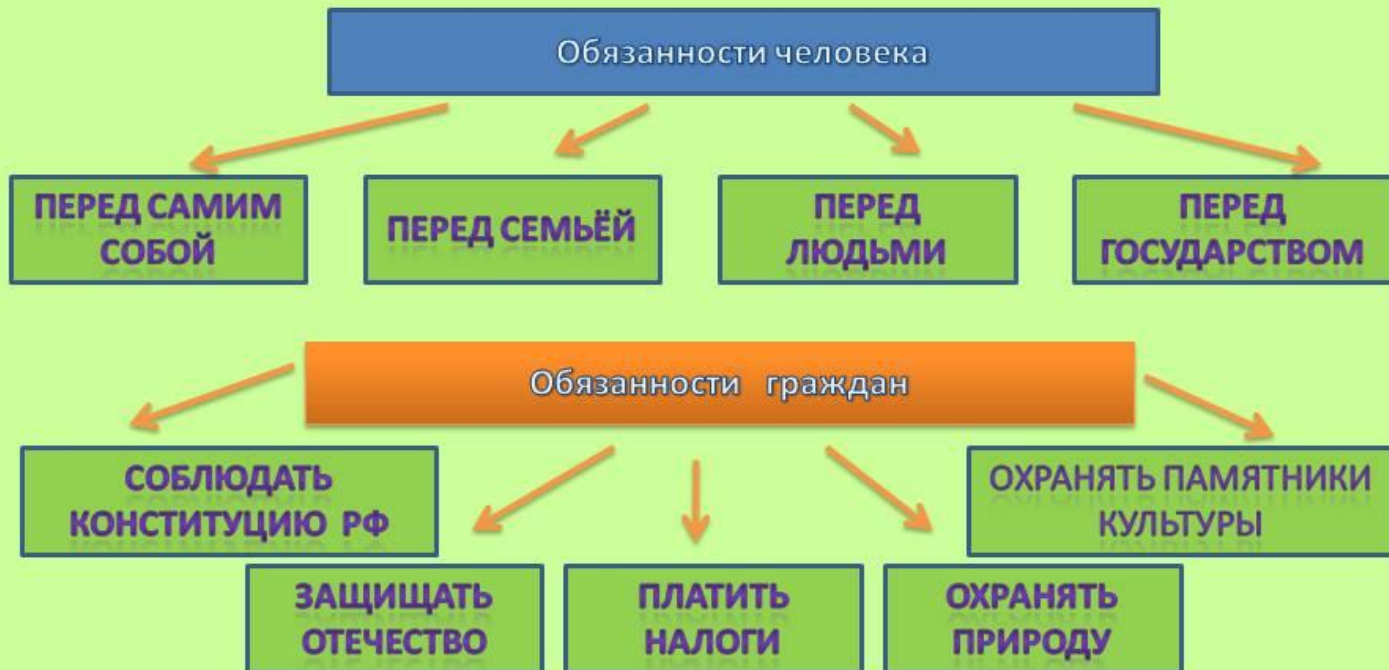 Обязанности человека
ПЕРЕД САМИМ
СОБОЙ
ПЕРЕД СЕМЬЁЙ
ПЕРЕД
ЛЮДЬМИ
ПЕРЕД
ГОСУДАРСТВОМ
Обязанности граждан
СОБЛЮДАТЬ
КОНСТИТУЦИЮ РФ
ЗАЩИЩАТЬ
ОТЕЧЕСТВО
ПЛАТИТЬ
НАЛОГИ
ОХРАНЯТЬ
ПРИРОДУ
ОХРАНЯТЬ ПАМЯТНИКИ
КУЛЬТУРЫ